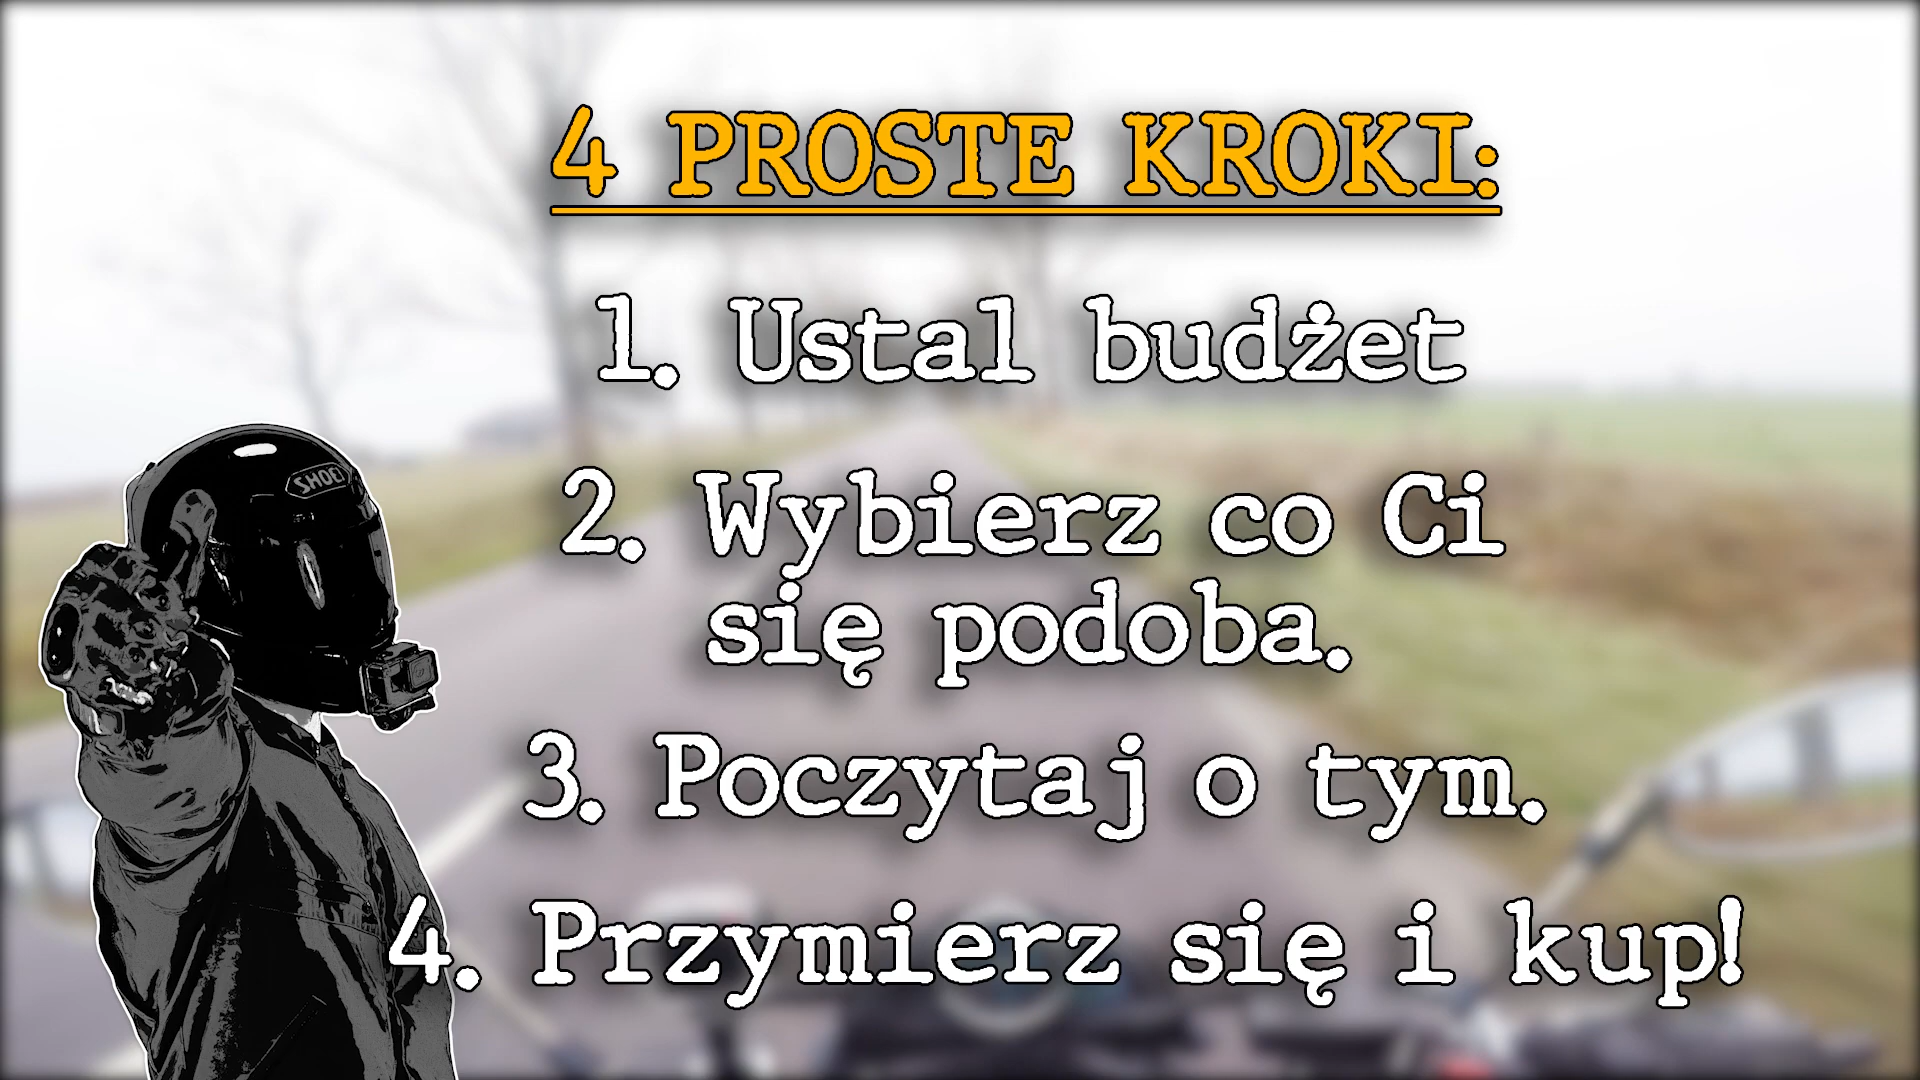 4 PROSTE KROKI:
1. Ustal budżet
2. Wybierz co Ci
się podoba.
3. Poczytaj o tym.
4. Przymierz się i kup!
SHOEI